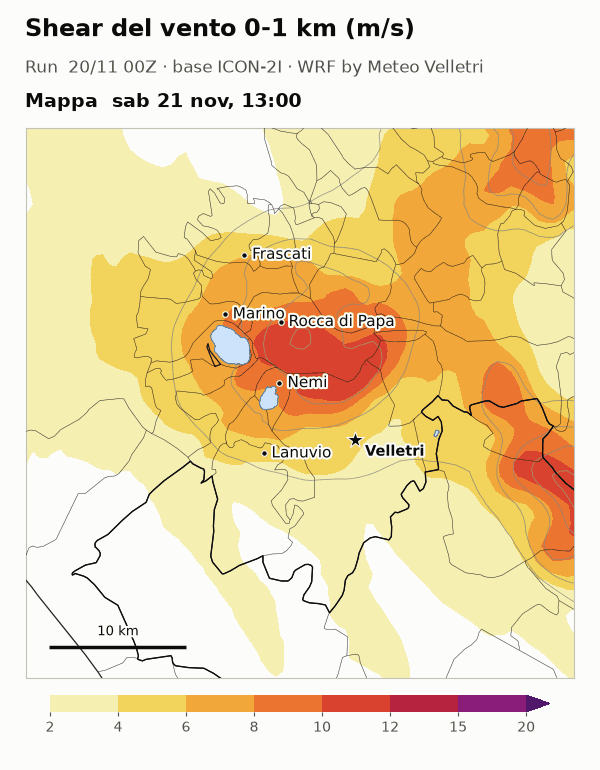 Shear del vento 0-1 km (m/s)
Run  20/11 00Z · base ICON-2I · WRF by Meteo Velletri
Mappa  sab 21 nov, 13:00
Frascati
Marino
Rocca di Papa
Nemi
Velletri
Lanuvio
10 km
2 4 6 8 10 12 15 20